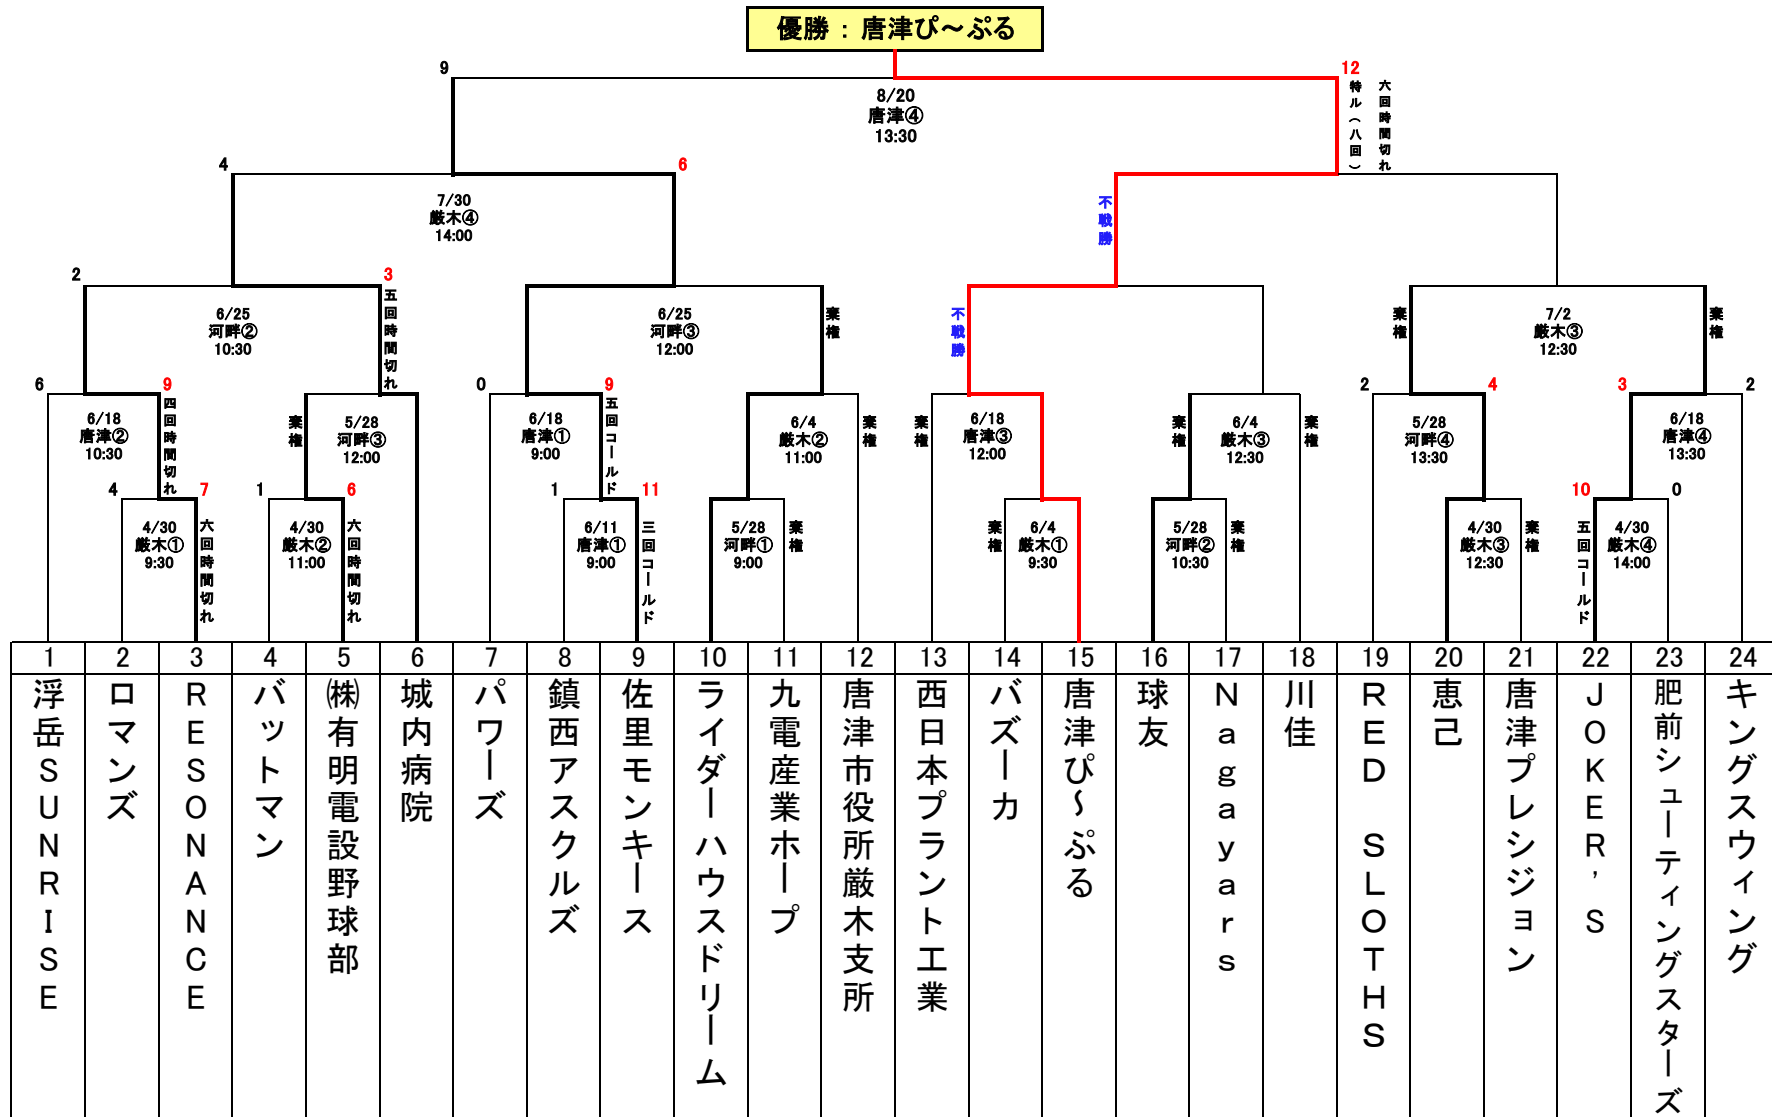 優勝：唐津ぴ～ぷる
9
12
8/20
唐津④
13:30
特ル(八回)
六回時間切れ
4
6
7/30
厳木④
14:00
不戦勝
2
3
五回時間切れ
6/25
河畔②
10:30
6/25
河畔③
12:00
棄権
不戦勝
棄権
7/2
厳木③
12:30
棄権
6
9
四回時間切れ
6/18
唐津②
10:30
棄権
5/28
河畔③
12:00
0
9
五回コールド
6/18
唐津①
9:00
6/4
厳木②
11:00
棄権
棄権
6/18
唐津③
12:00
棄権
6/4
厳木③
12:30
棄権
2
4
5/28
河畔④
13:30
3
2
6/18
唐津④
13:30
4
7
4/30
厳木①
9:30
六回時間切れ
1
6
4/30
厳木②
11:00
六回時間切れ
1
11
6/11
唐津①
9:00
三回コールド
5/28
河畔①
9:00
棄権
棄権
6/4
厳木①
9:30
5/28
河畔②
10:30
棄権
4/30
厳木③
12:30
棄権
10
0
五回コールド
4/30
厳木④
14:00
1 2 3 4 5 6 7 8 9 10 11 12 13 14 15 16 17 18 19 20 21 22 23 24
浮岳SUNRISE
ロマンズ
RESONANCE
バットマン
㈱有明電設野球部
城内病院
パワーズ
鎮西アスクルズ
佐里モンキース
ライダーハウスドリーム
九電産業ホープ
唐津市役所厳木支所
西日本プラント工業
バズーカ
唐津ぴ～ぷる
球友
Nagayars
川佳
RED SLOTHS
恵己
唐津プレシジョン
JOKER'S
肥前シューティングスターズ
キングスウィング